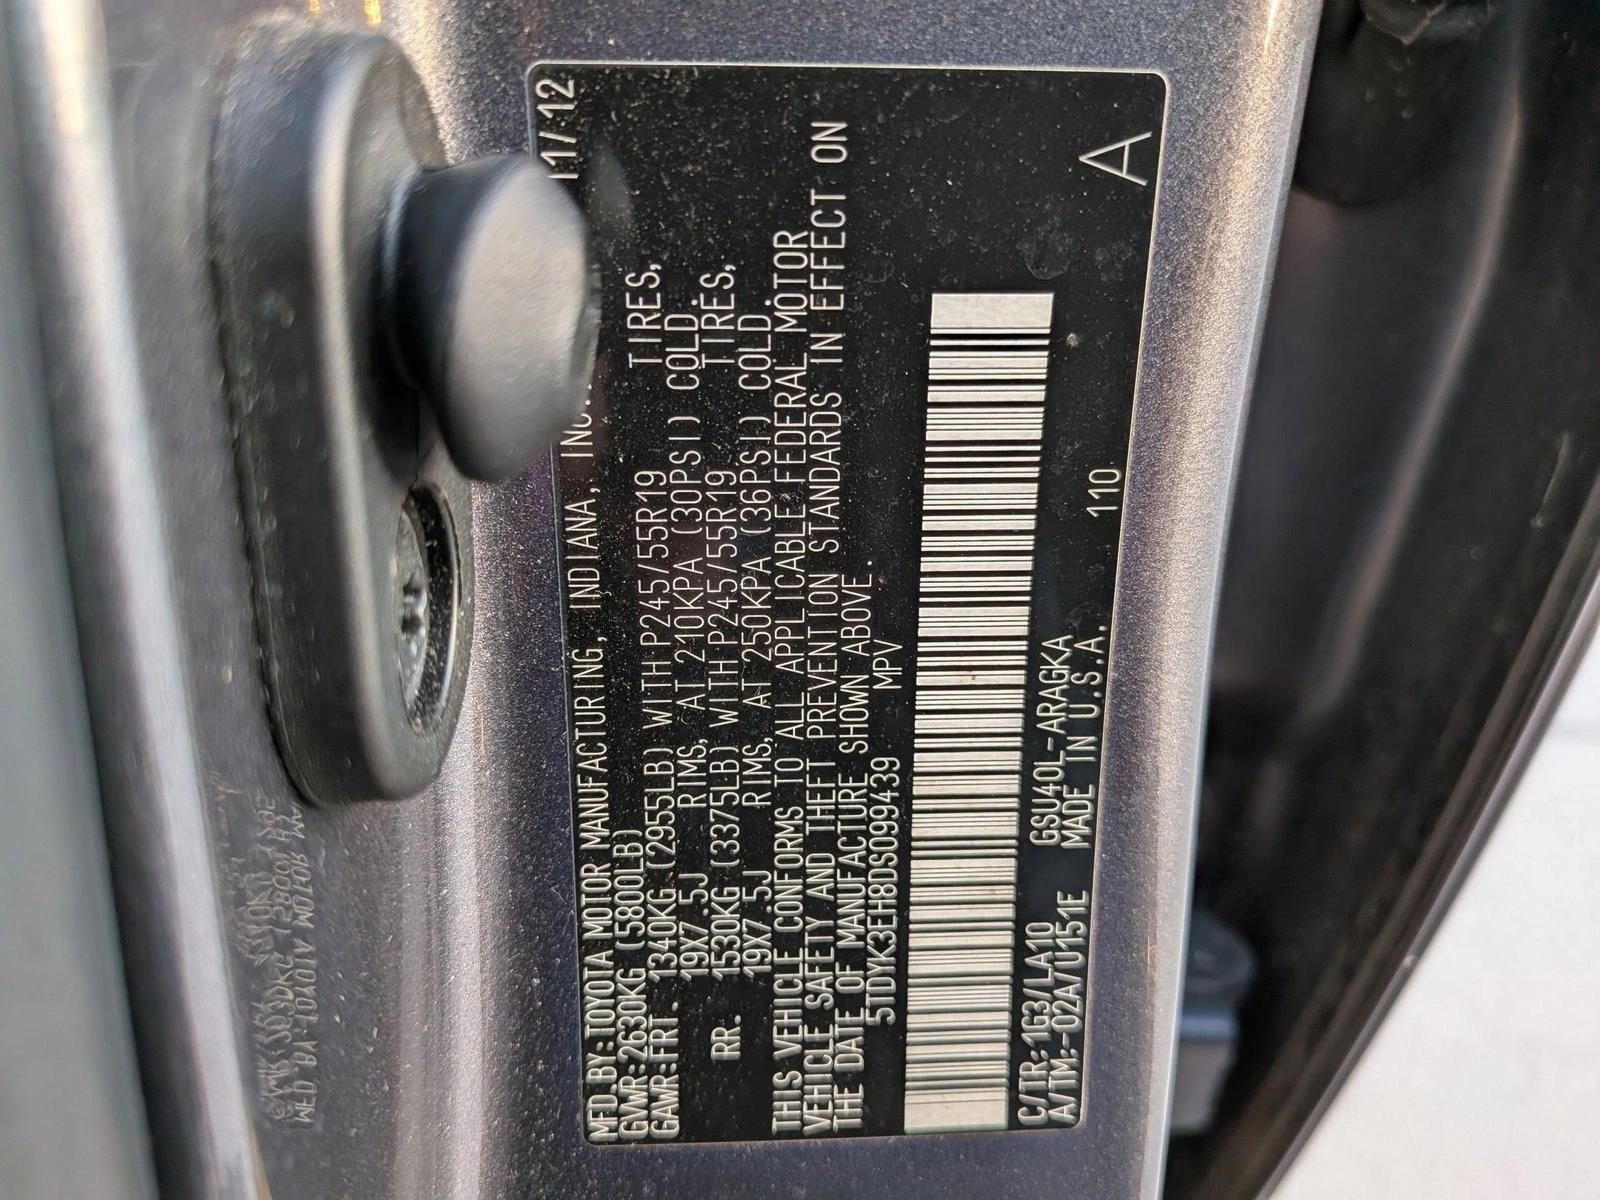 11/12
MFD.BY:TOYOTA MOTOR MANUFACTURING, INDIANA, INC.
GVWR:2630KG (5800LB)
GAWR:FRT. 1340KG (2955LB) WITH P245/55R19 TIRES,
19X7.5J RIMS, AT 210KPA (30PSI) COLD.
RR. 1530KG (3375LB) WITH P245/55R19 TIRES,
19X7.5J RIMS, AT 250KPA (36PSI) COLD.
THIS VEHICLE CONFORMS TO ALL APPLICABLE FEDERAL MOTOR
VEHICLE SAFETY AND THEFT PREVENTION STANDARDS IN EFFECT ON
THE DATE OF MANUFACTURE SHOWN ABOVE.
5TDYK3EH8DS099439 MPV
C/TR:1G3/LA10 GSU40L-ARAGKA
A/TM:-02A/U151E MADE IN U.S.A. 110
A